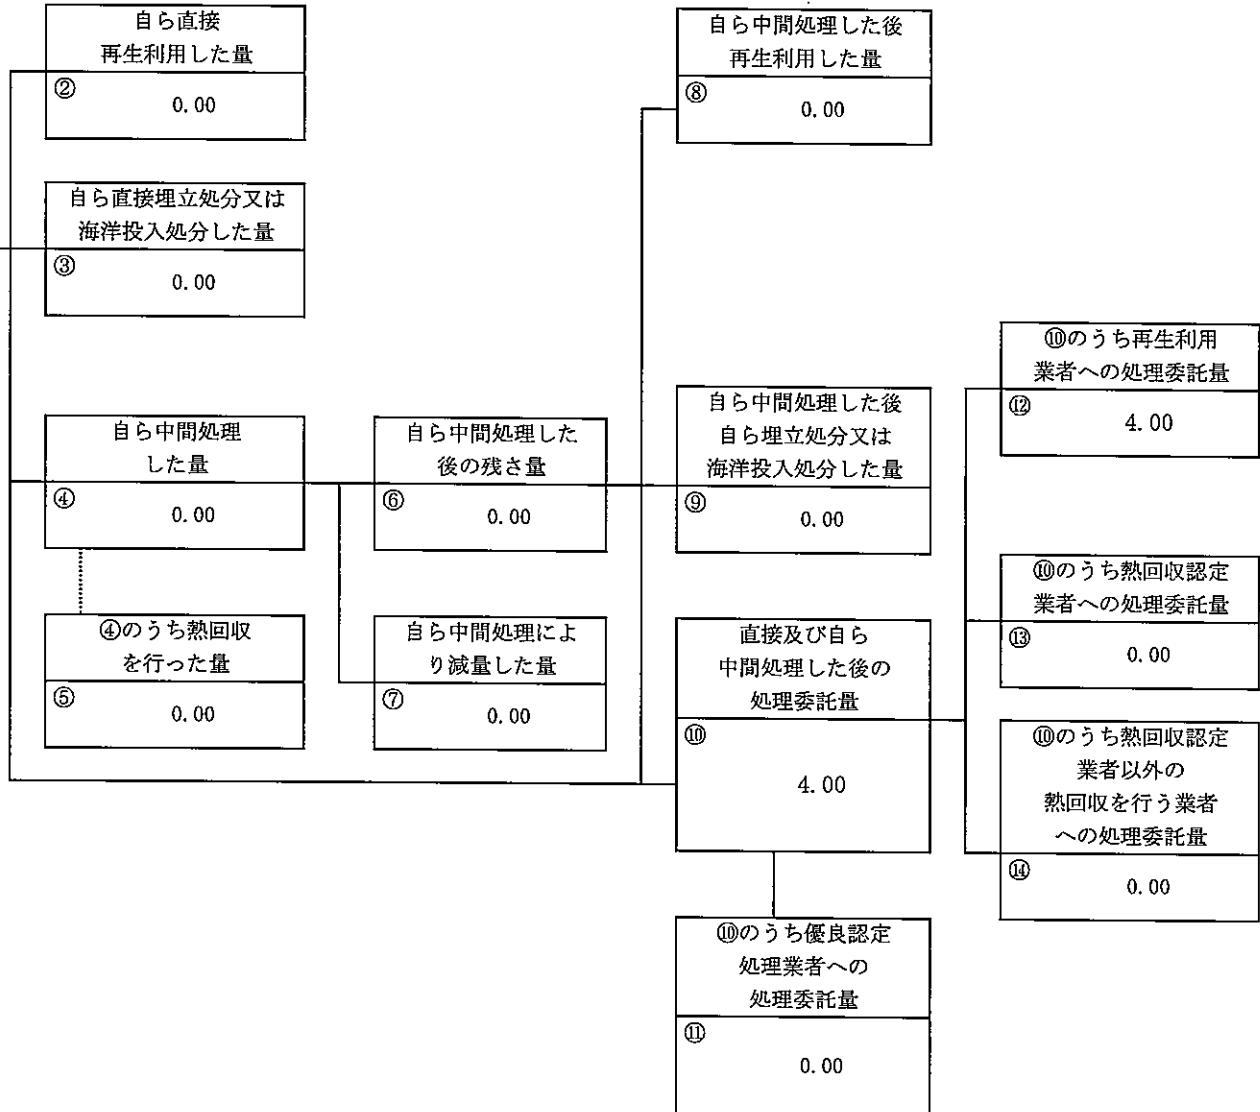 自ら直接
再生利用した量
②
0.00
自ら中間処理した後
再生利用した量
⑧
0.00
自ら直接埋立処分又は
海洋投入処分した量
③
0.00
自ら中間処理
した量
④
0.00
自ら中間処理した
後の残さ量
⑥
0.00
自ら中間処理した後
自ら埋立処分又は
海洋投入処分した量
⑨
0.00
⑩のうち再生利用
業者への処理委託量
⑫
4.00
④のうち熱回収
を行った量
⑤
0.00
自ら中間処理によ
り減量した量
⑦
0.00
直接及び自ら
中間処理した後の
処理委託量
⑩
4.00
⑩のうち熱回収認定
業者への処理委託量
⑬
0.00
⑩のうち熱回収認定
業者以外の
熱回収を行う業者
への処理委託量
⑭
0.00
⑩のうち優良認定
処理業者への
処理委託量
⑪
0.00